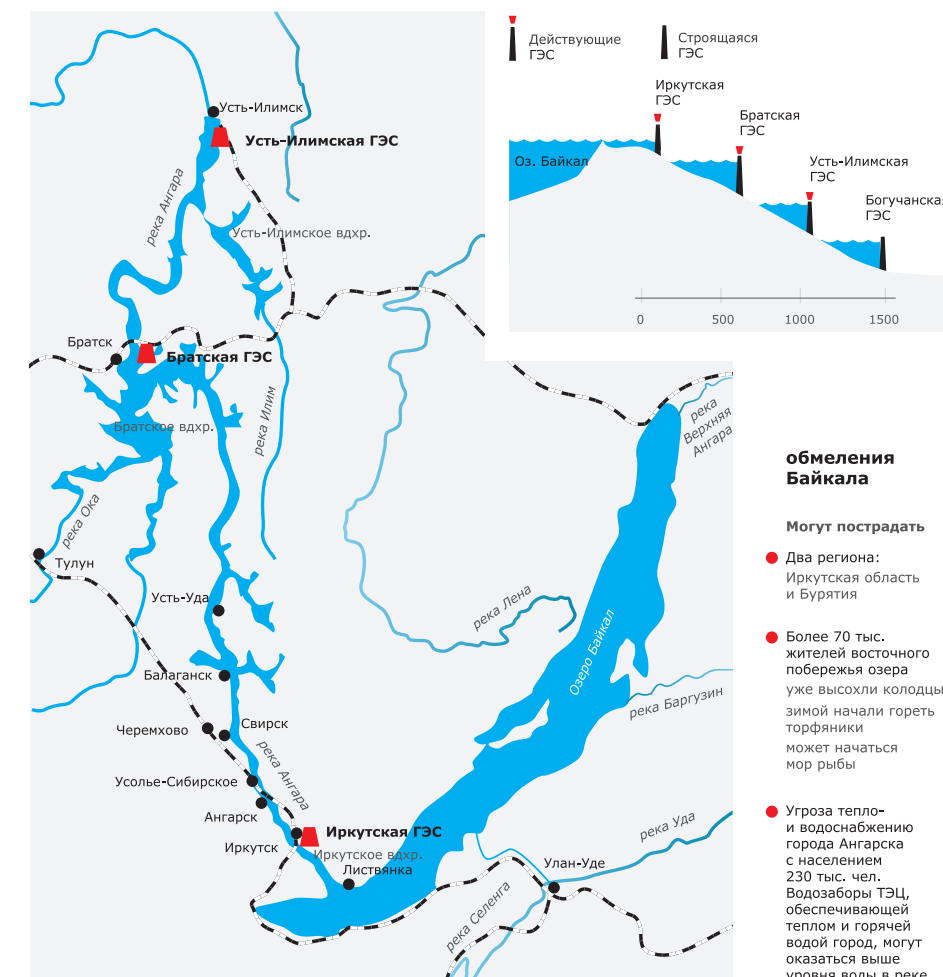 Действующие
ГЭС
Строящаяся
ГЭС
Иркутская
ГЭС
Братская
ГЭС
Усть-Илимская
ГЭС
Богучанская
ГЭС
Оз. Байкал
0
500
1000
1500
Усть-Илимск
Усть-Илимская ГЭС
река Ангара
Усть-Илимское вдхр.
Братск
Братская ГЭС
Братское вдхр.
река Илим
река Ока
Тулун
Усть-Уда
Балаганск
Черемхово
Свирск
река Ангара
Усолье-Сибирское
Ангарск
Иркутск
Иркутская ГЭС
Иркутское вдхр.
Листвянка
река Лена
Озеро Байкал
река
Верхняя
Ангара
река Баргузин
река Уда
Улан-Уде
река Селенга
обмеления
Байкала
Могут пострадать
Два региона:
Иркутская область
и Бурятия
Более 70 тыс.
жителей восточного
побережья озера
уже высохли колодцы
зимой начали гореть
торфяники
может начаться
мор рыбы
Угроза тепло-
и водоснабжению
города Ангарска
с населением
230 тыс. чел.
Водозаборы ТЭЦ,
обеспечивающей
теплом и горячей
водой город, могут
оказаться выше
уровня воды в реке